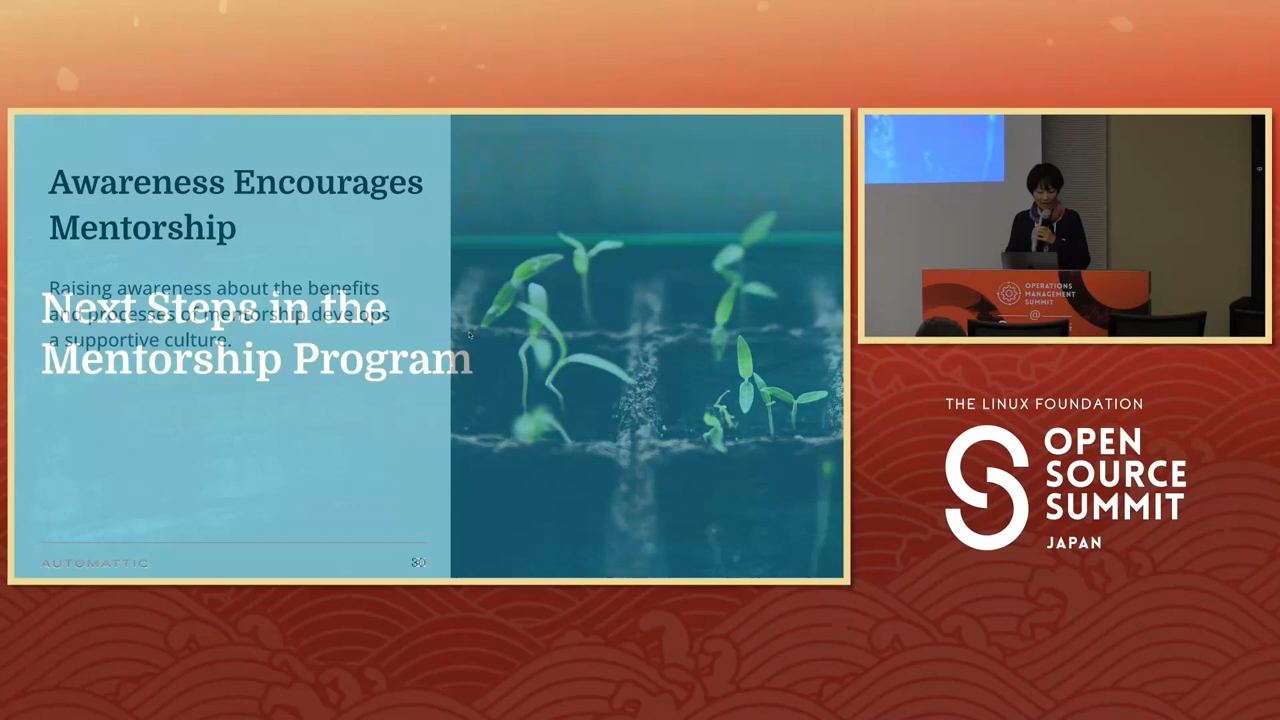 Awareness Encourages
Mentorship
Raising awareness about the benefits
and processes of mentorship develops
a supportive culture.
Next Steps in the
Mentorship Program
AUTOMATTIC
OPERATIONS
MANAGEMENT
SUMMIT
@
THE LINUX FOUNDATION
OPEN
SOURCE
SUMMIT
JAPAN